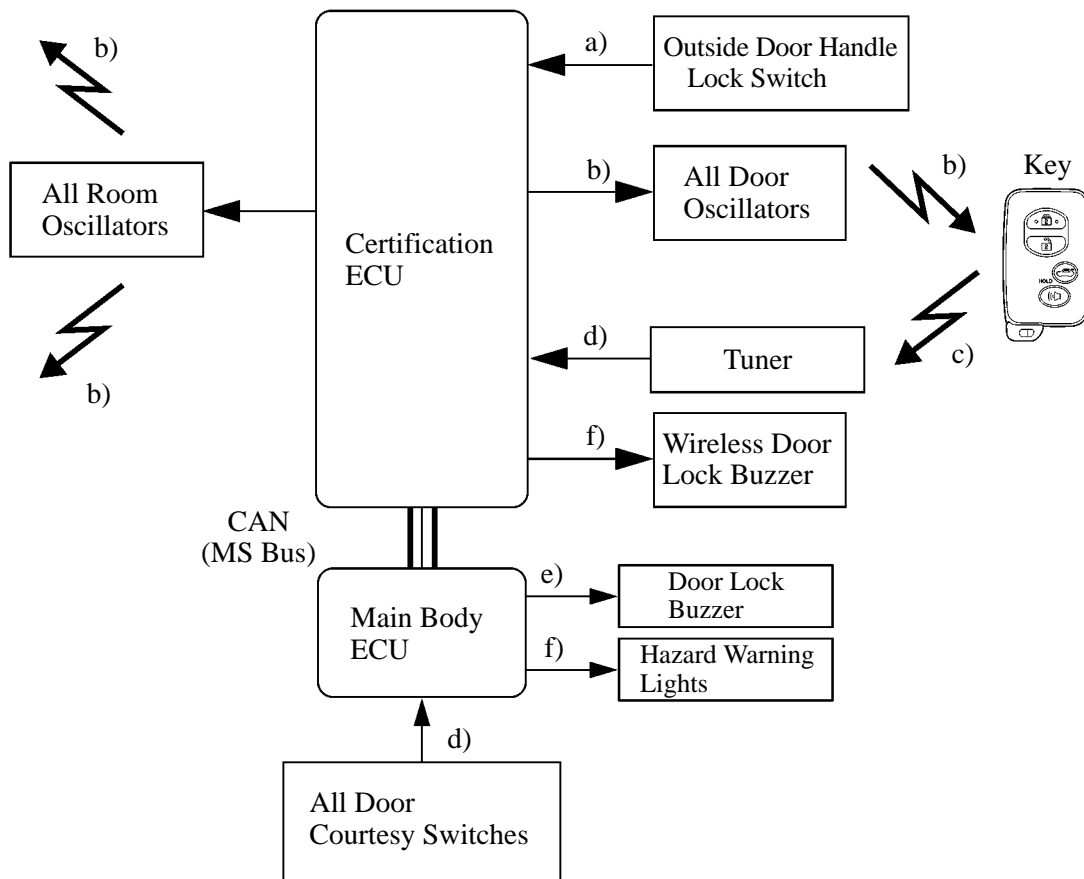 b)
a)
Outside Door Handle
Lock Switch
All Room
Oscillators
b)
Certification
ECU
b)
All Door
Oscillators
b)
Key
HOLD
c)
d)
Tuner
f)
Wireless Door
Lock Buzzer
CAN
(MS Bus)
Main Body
ECU
e)
Door Lock
Buzzer
f)
Hazard Warning
Lights
d)
All Door
Courtesy Switches